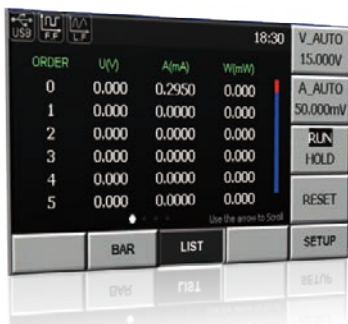 USB F.F L.F 18:30
V_AUTO
15.000V
ORDER U(V) A(mA) W(mW)
0 0.000 0.2950 0.000
A_AUTO
50.000mV
1 0.000 0.0000 0.000
2 0.000 0.0000 0.000
RUN
HOLD
3 0.000 0.0000 0.000
4 0.000 0.0000 0.000
RESET
5 0.000 0.0000 0.000
Use the arrow to Scroll
BAR LIST SETUP